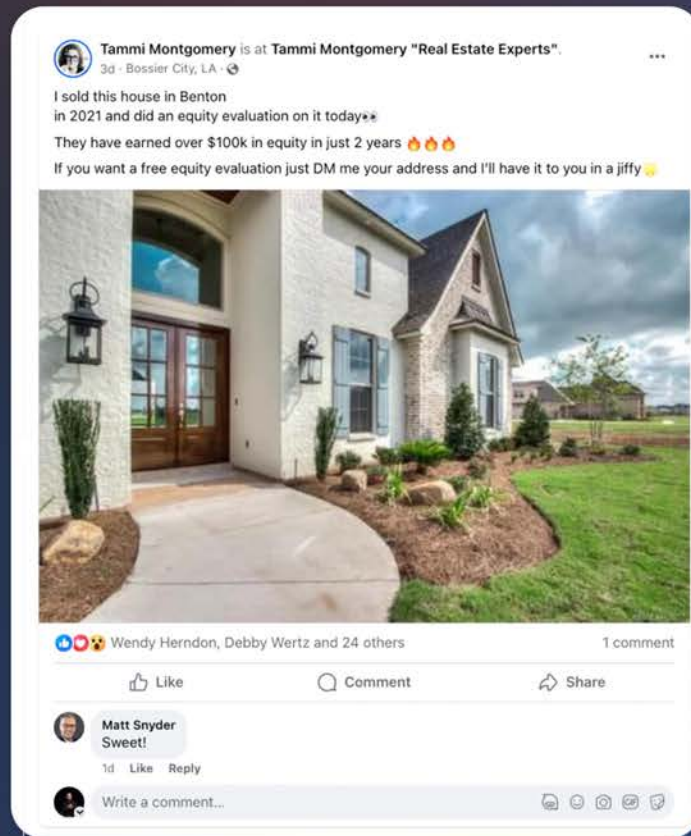 Tammi Montgomery is at Tammi Montgomery "Real Estate Experts".
3d · Bossier City, LA ·
I sold this house in Benton
in 2021 and did an equity evaluation on it today👀
They have earned over $100k in equity in just 2 years 🔥🔥🔥
If you want a free equity evaluation just DM me your address and I'll have it to you in a jiffy
Wendy Herndon, Debby Wertz and 24 others 1 comment
Like Comment Share
Matt Snyder
Sweet!
1d Like Reply
Write a comment... GIF